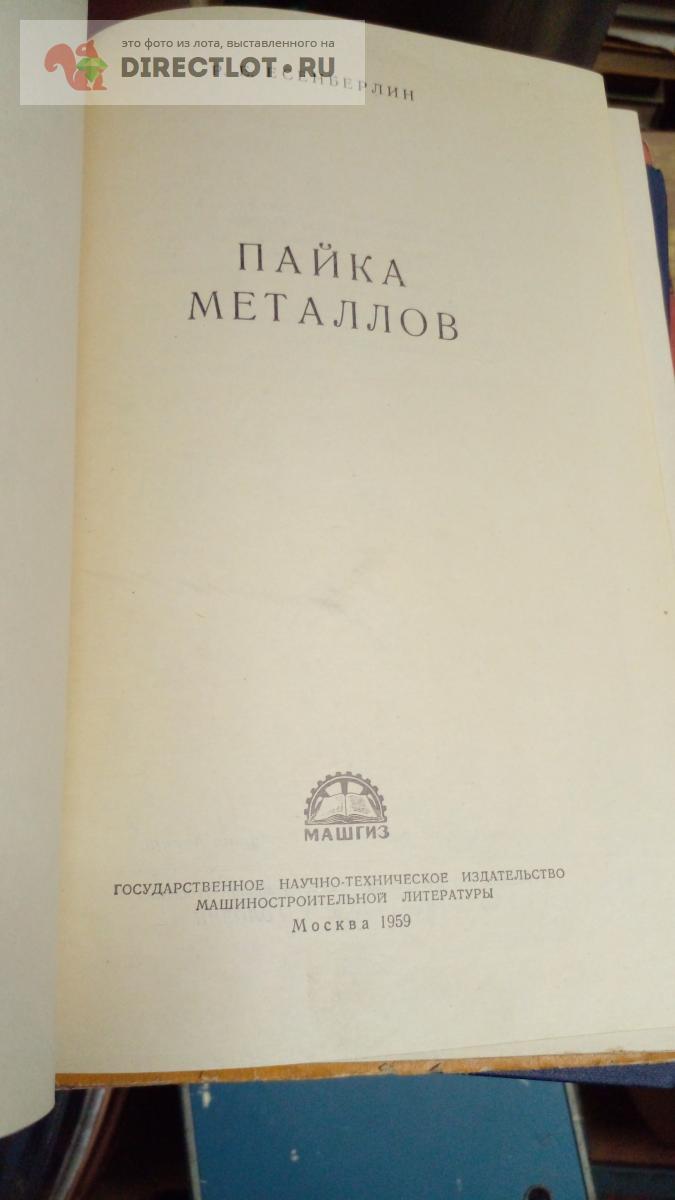 это фото из лота, выставленного на
DIRECTLOT.RU
ЕСЕНБЕРЛИН
ПАЙКА
МЕТАЛЛОВ
МАШГИЗ
ГОСУДАРСТВЕННОЕ НАУЧНО-ТЕХНИЧЕСКОЕ ИЗДАТЕЛЬСТВО
МАШИНОСТРОИТЕЛЬНОЙ ЛИТЕРАТУРЫ
Москва 1959